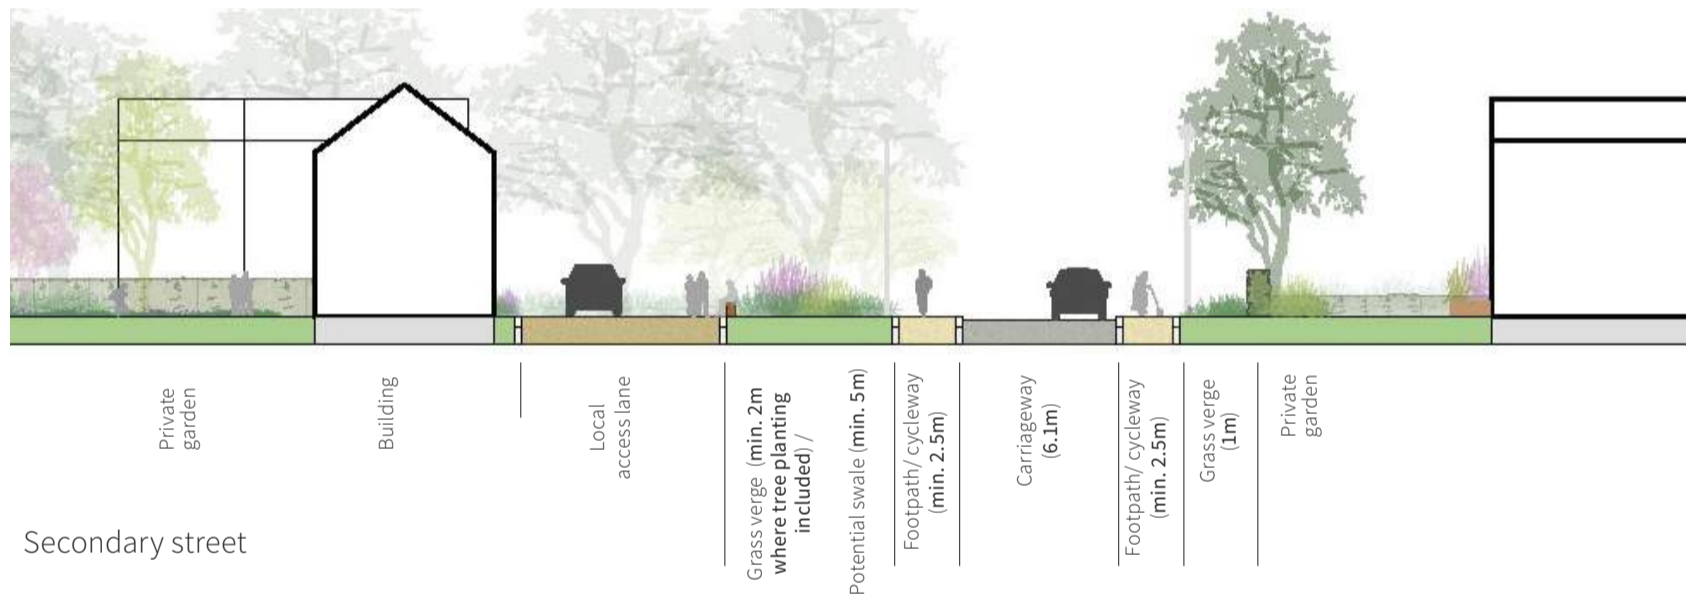 Private
garden
Building
Local
access lane
Grass verge (min. 2m
where tree planting
included) /
Potential swale (min. 5m)
Footpath/ cycleway
(min. 2.5m)
Carriageway
(6.1m)
Footpath/ cycleway
(min. 2.5m)
Grass verge
(1m)
Private
garden
Secondary street